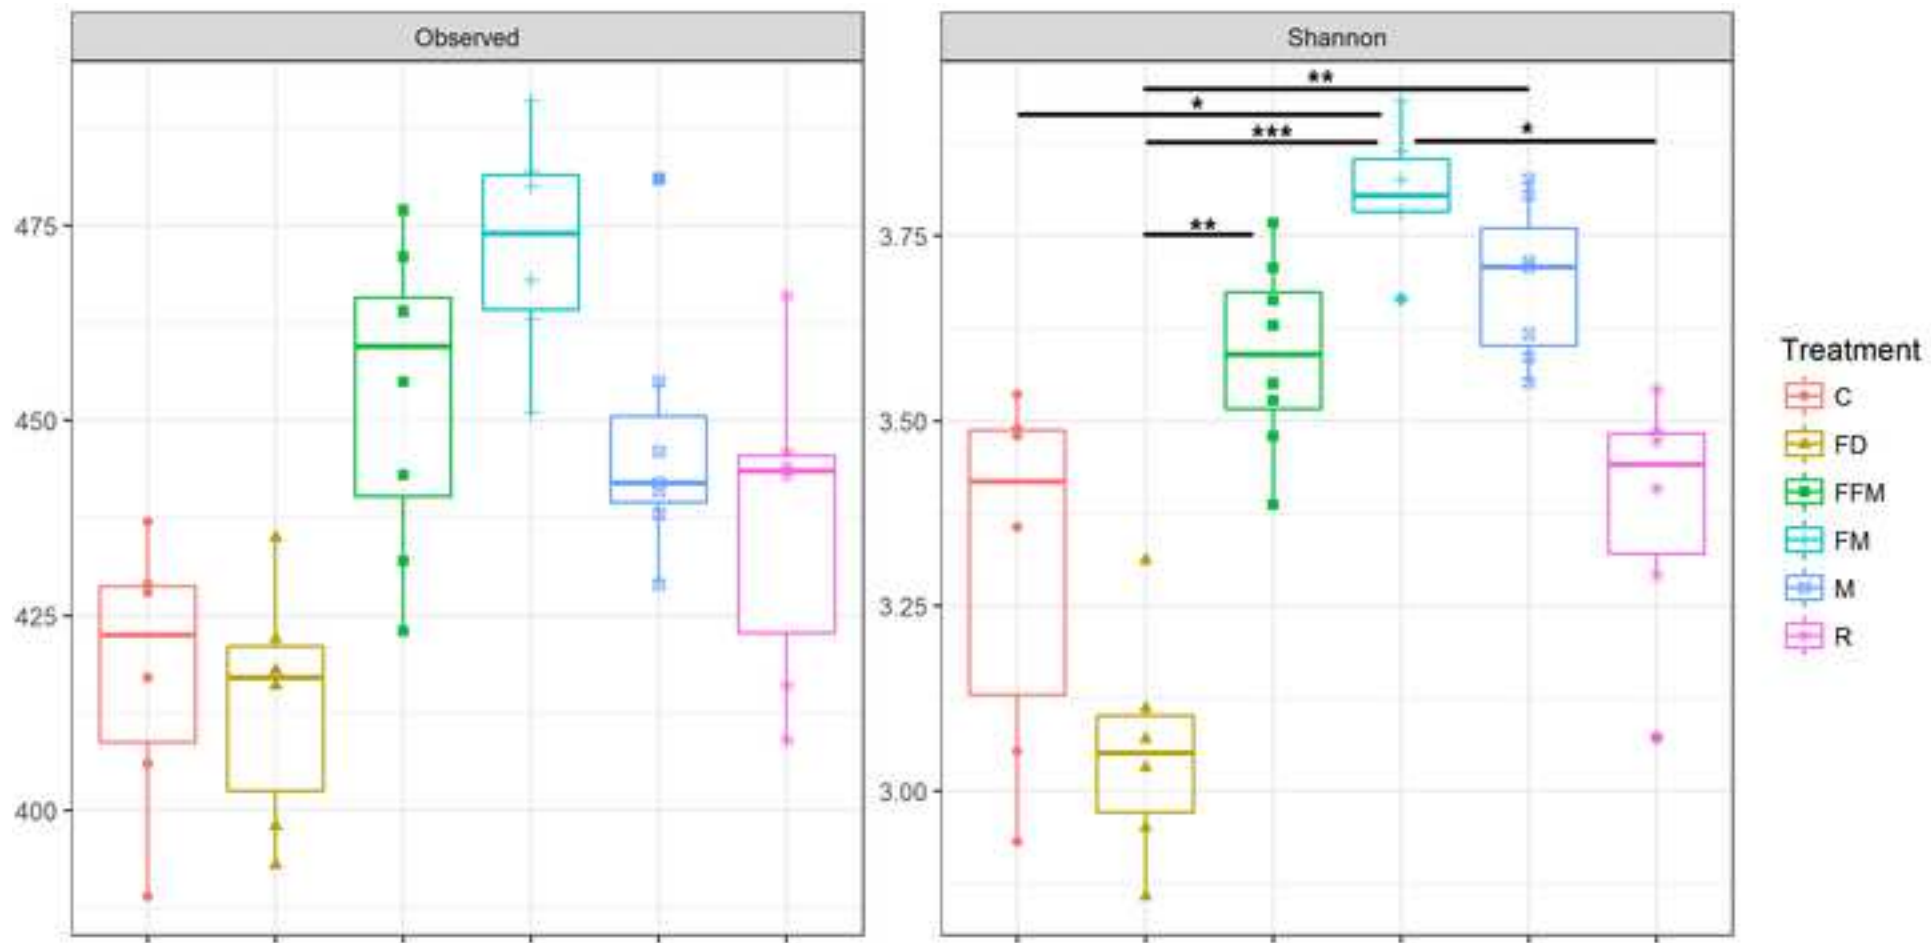 Observed
Shannon
**
*
***
*
**
475
450
425
400
3.75
3.50
3.25
3.00
Treatment
C
FD
FFM
FM
M
R